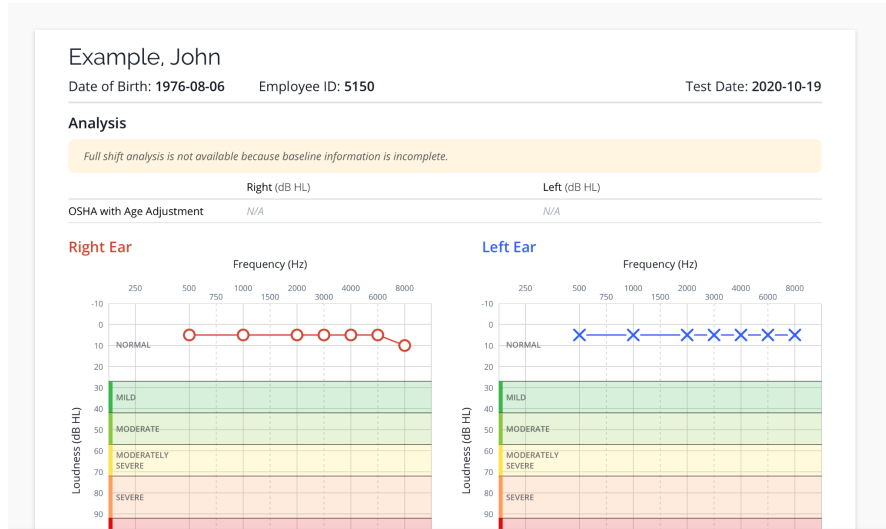 Example, John
Date of Birth: 1976-08-06 Employee ID: 5150 Test Date: 2020-10-19
Analysis
Full shift analysis is not available because baseline information is incomplete.
Right (dB HL) Left (dB HL)
OSHA with Age Adjustment N/A N/A
Right Ear
Frequency (Hz)
250 500 1000 2000 4000 8000
750 1500 3000 6000
-10
0
10
20
30
40
50
60
70
80
90
NORMAL
MILD
MODERATE
MODERATELY
SEVERE
SEVERE
Loudness (dB HL)
Left Ear
Frequency (Hz)
250 500 1000 2000 4000 8000
750 1500 3000 6000
-10
0
10
20
30
40
50
60
70
80
90
NORMAL
MILD
MODERATE
MODERATELY
SEVERE
SEVERE
Loudness (dB HL)